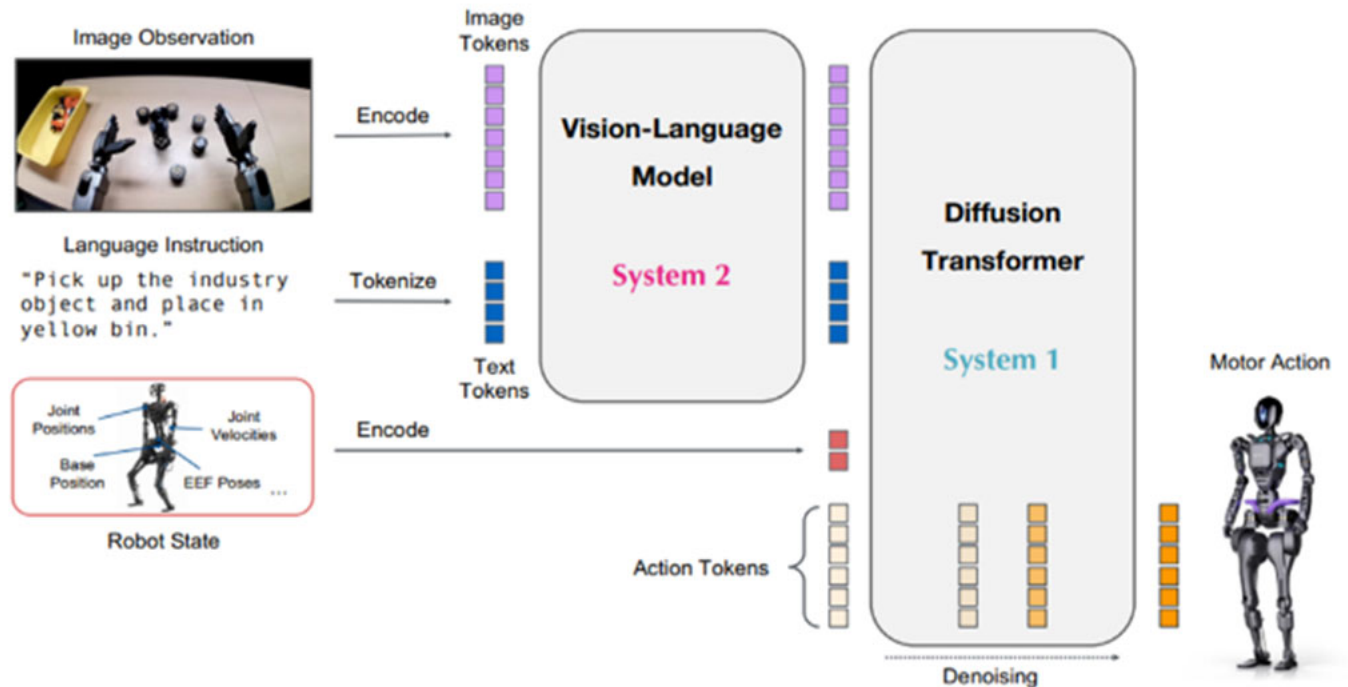 Image Observation
Encode
Image
Tokens
Language Instruction
"Pick up the industry
object and place in
yellow bin."
Tokenize
Text
Tokens
Vision-Language
Model
System 2
Joint
Positions
Joint
Velocities
Base
Position
EEF Poses ...
Robot State
Encode
Action Tokens
Diffusion
Transformer
System 1
Denoising
Motor Action